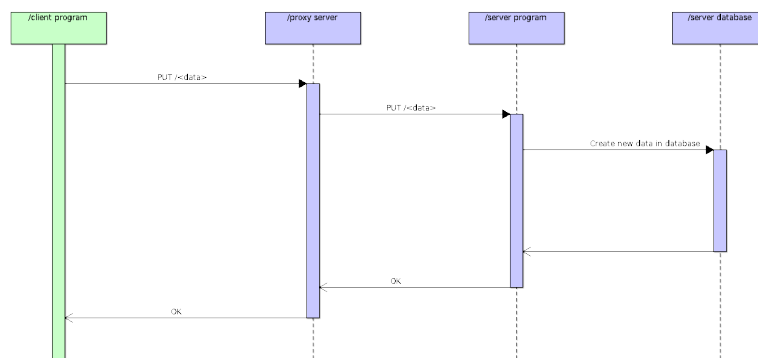 /client program
/proxy server
/server program
/server database
PUT /<data>
PUT /<data>
Create new data in database
OK
OK